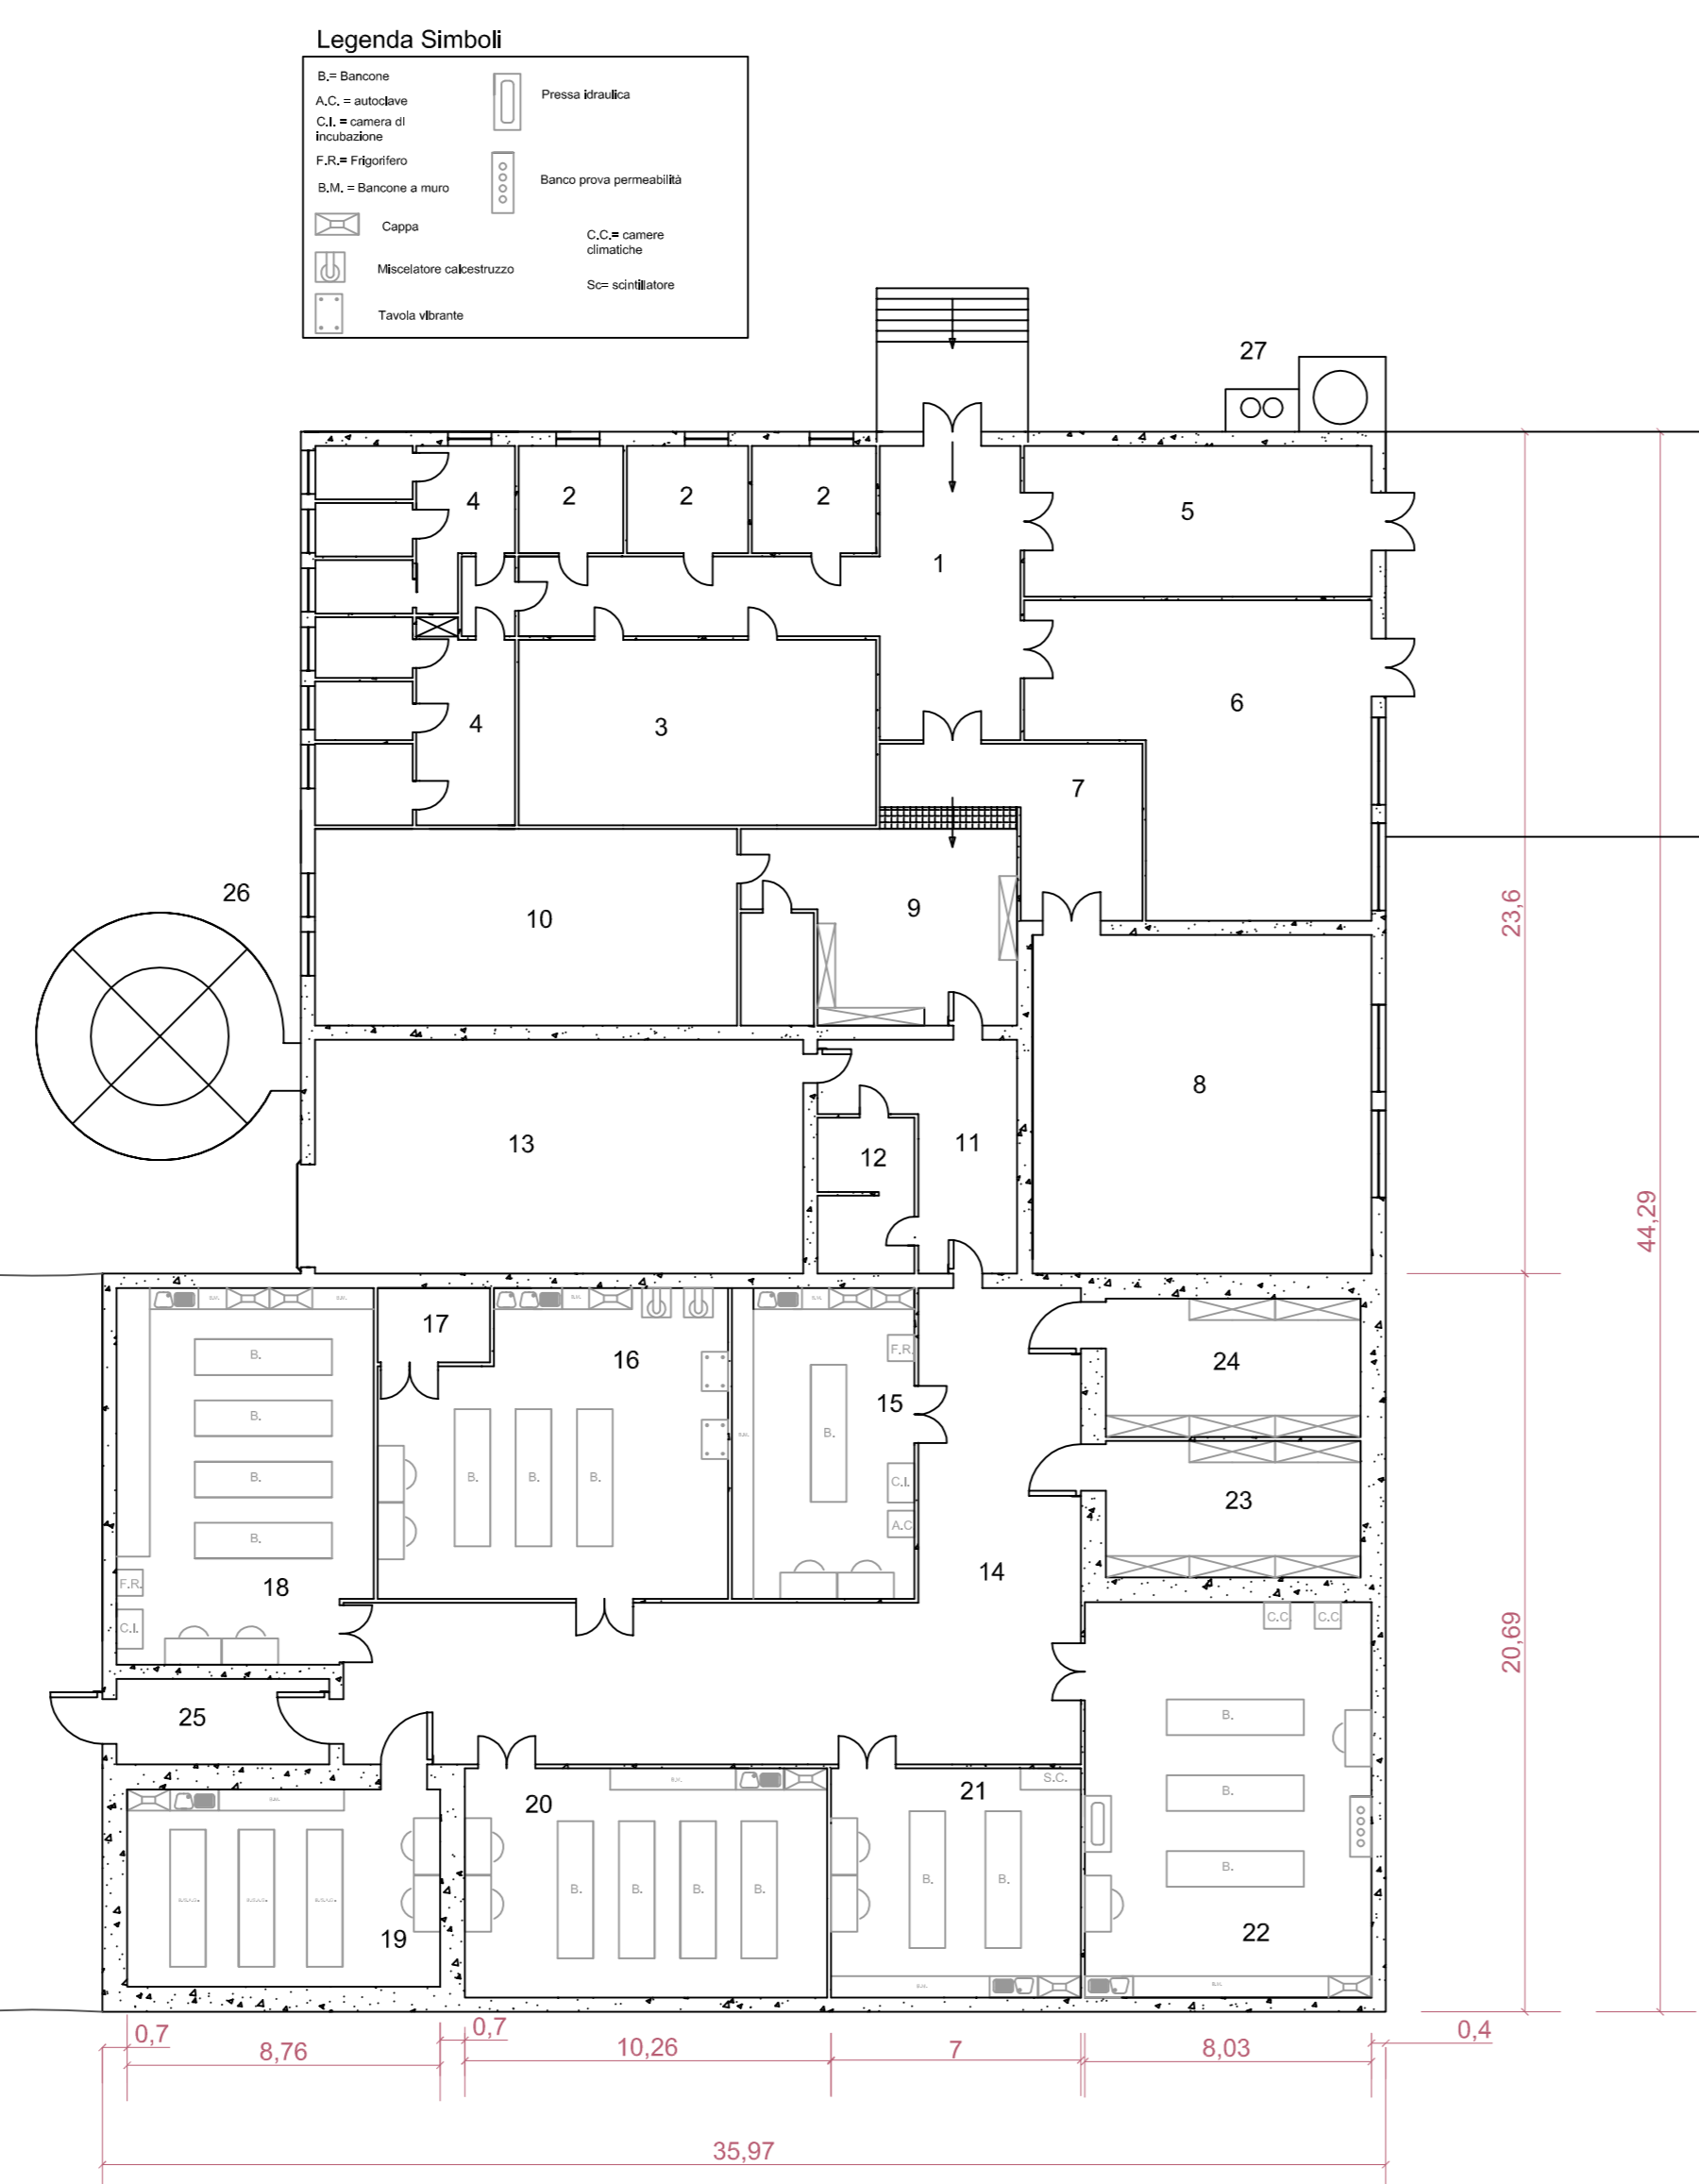 Legenda Simboli
B.= Bancone
A.C. = autoclave
C.I. = camera di
incubazione
F.R.= Frigorifero
B.M. = Bancone a muro
Cappa
Miscelatore calcestruzzo
Tavola vibrante
Pressa idraulica
Banco prova permeabilità
C.C.= camere
climatiche
Sc= scintillatore
27
4
2
2
2
5
1
6
4
3
7
26
10
9
23,6
8
13
12
11
44,29
17
16
15
24
B.
F.R.
B.
B.
B.
B.
B.
B.
B.
C.I.
A.C
23
18
14
F.R.
C.I.
C.C
C.C
20,69
25
B.
S.C.
21
20
B.
B.
B.
B.
B.
B.
B.
B.
19
22
0,7
8,76
0,7
10,26
7
8,03
0,4
35,97